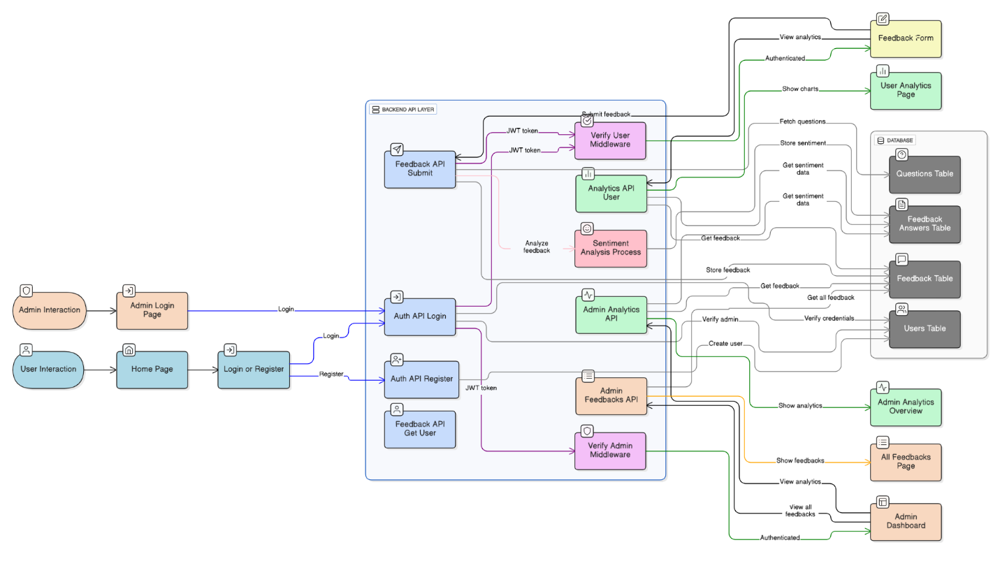 Feedback Form
View analytics
Authenticated
User Analytics
Page
Show charts
BACKEND API LAYER
Submit feedback
Fetch questions
JWT token
Verify User
Middleware
Store sentiment
DATABASE
JWT token
Feedback API
Submit
Get sentiment
data
Questions Table
Analytics API
User
Get sentiment
data
Feedback
Answers Table
Analyze
feedback
Sentiment
Analysis Process
Get feedback
Store feedback
Feedback Table
Get feedback
Get all feedback
Admin Interaction
Admin Login
Page
Login
Auth API Login
Admin Analytics
API
Verify admin
Verify credentials
Users Table
Login
Create user
User Interaction
Home Page
Login or Register
Register
Auth API Register
JWT token
Admin
Feedbacks API
Show analytics
Admin Analytics
Overview
Feedback API
Get User
Verify Admin
Middleware
Show feedbacks
All Feedbacks
Page
View analytics
View all
feedbacks
Admin
Dashboard
Authenticated